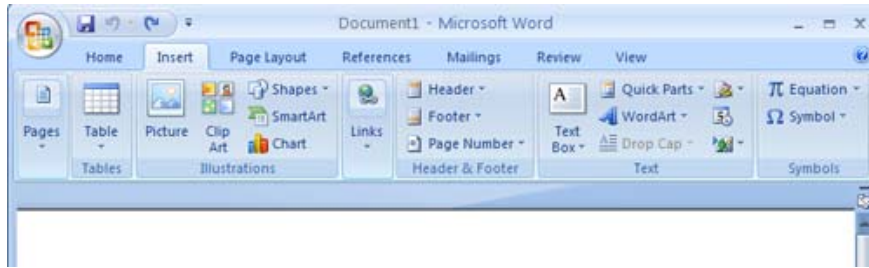 Document1 - Microsoft Word
Home Insert Page Layout References Mailings Review View
Pages
Table
Picture
Clip Art
Shapes
SmartArt
Chart
Links
Header
Footer
Page Number
A
Text Box
Quick Parts
WordArt
Drop Cap
π Equation
Ω Symbol
Tables Illustrations Header & Footer Text Symbols